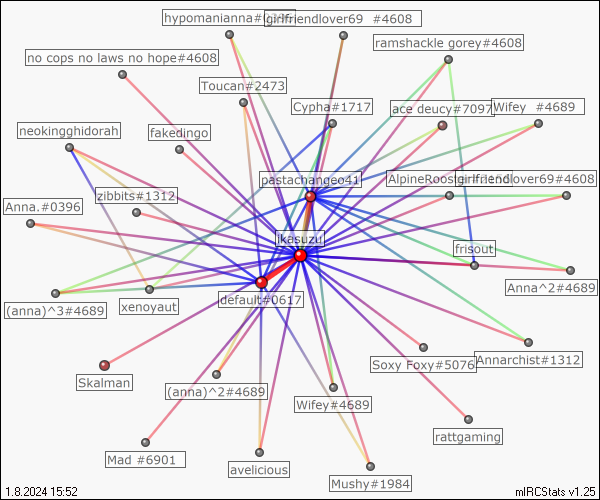 hypomanianna#0396
girlfriendlover69 #4608
ramshackle gorey#4608
no cops no laws no hope#4608
Toucan#2473
Cypha#1717
ace deucy#7097
Wifey #4689
neokingghidorah
fakedingo
pastachangeo41
girlfriendlover69#4608
zibbits#1312
Anna.#0396
ikasuzu
frisout
Anna^2#4689
default#0617
xenoyaut
(anna)^3#4689
Annarchist#1312
Soxy Foxy#5076
Skalman
(anna)^2#4689
Wifey#4689
rattgaming
Mad #6901
avelicious
Mushy#1984
1.8.2024 15:52
mIRCStats v1.25